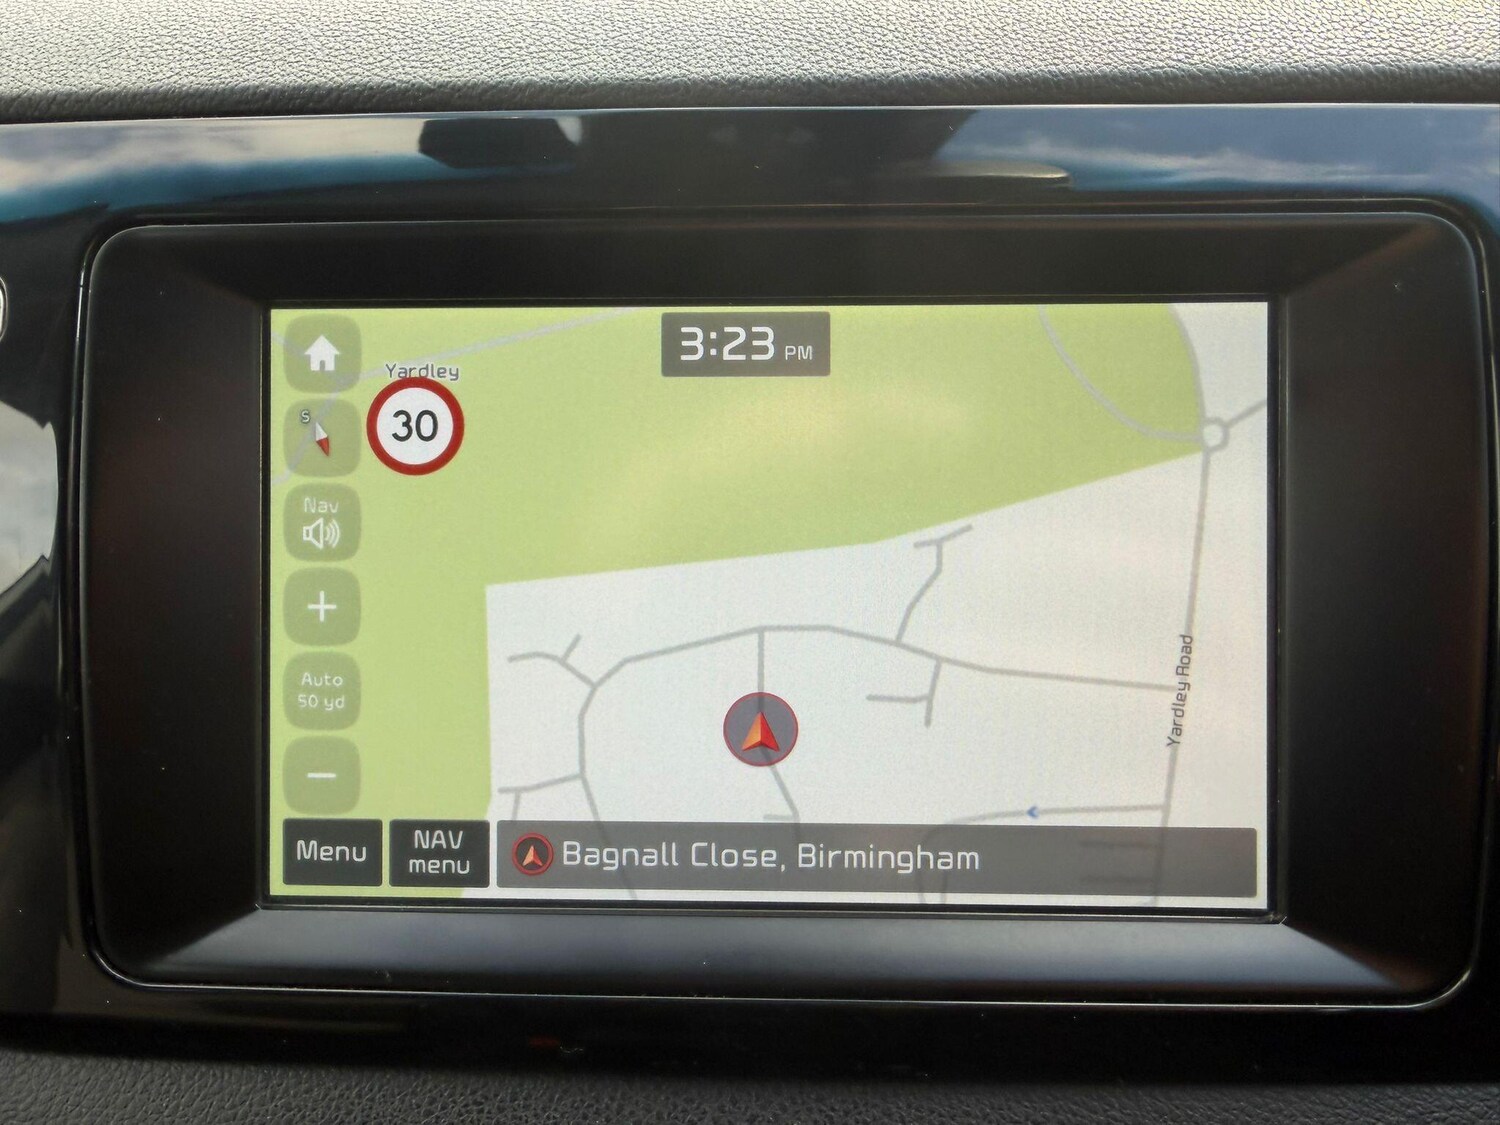 3:23 PM
Yardley
30
S
Nav
+
Auto
50 yd
−
Yardley Road
Menu
NAV
menu
Bagnall Close, Birmingham